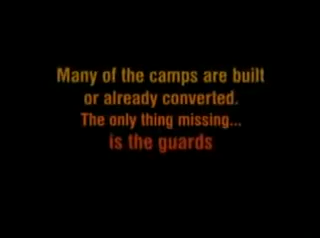 Many of the camps are built
or already converted.
The only thing missing...
is the guards